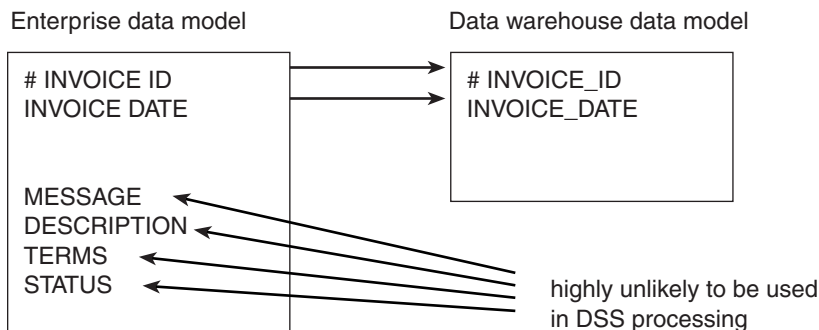 Enterprise data model
Data warehouse data model
# INVOICE ID
INVOICE DATE
# INVOICE_ID
INVOICE_DATE
MESSAGE
DESCRIPTION
TERMS
STATUS
highly unlikely to be used
in DSS processing